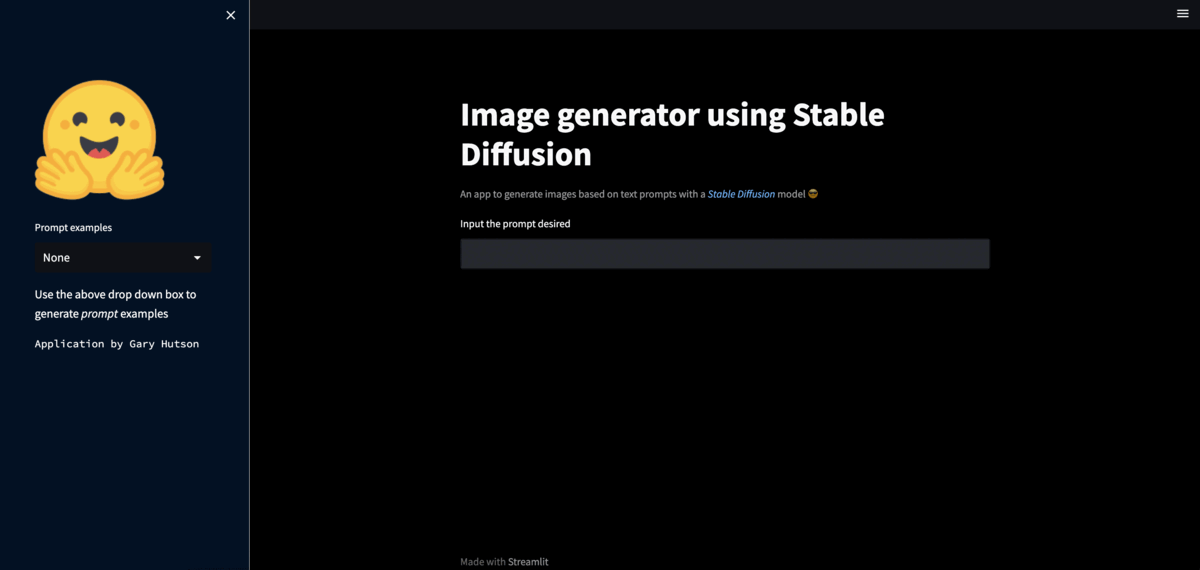 Prompt examples
None
Use the above drop down box to
generate prompt examples
Application by Gary Hutson
Image generator using Stable
Diffusion
An app to generate images based on text prompts with a Stable Diffusion model 😎
Input the prompt desired
Made with Streamlit